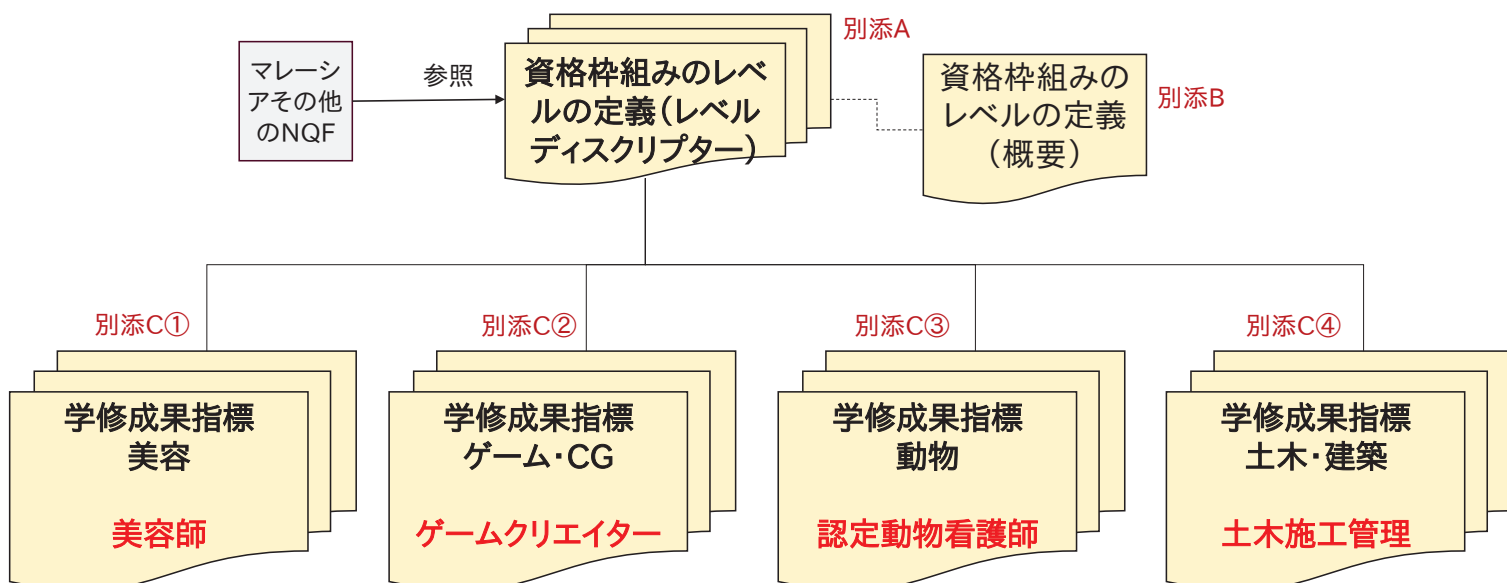 別添A
マレーシ
アその他
のNQF
参照
資格枠組みのレベ
ルの定義（レベル
ディスクリプター）
資格枠組みの
レベルの定義
（概要）
別添B
別添C①
別添C②
別添C③
別添C④
学修成果指標
美容
美容師
学修成果指標
ゲーム・CG
ゲームクリエイター
学修成果指標
動物
認定動物看護師
学修成果指標
土木・建築
土木施工管理